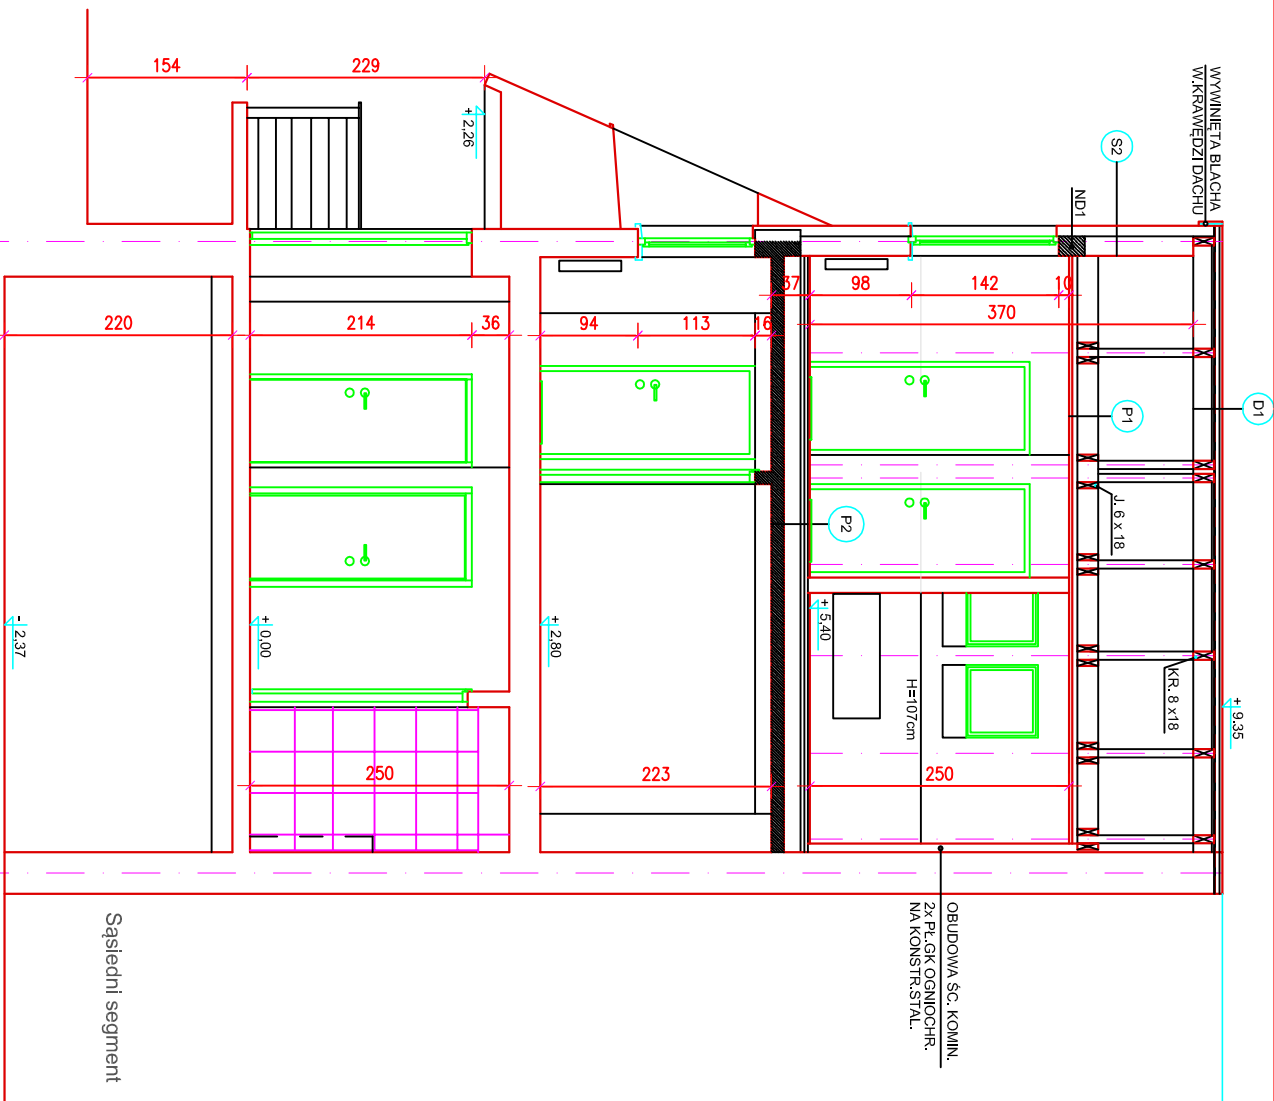 WYWINIĘTA BLACHA
W.KRAWĘDZI DACHU
S2
ND1
D1
P1
P2
J. 6 x 18
KR. 8 x18
+ 9.35
+ 5,40
+ 2,80
+ 2,26
+ 0,00
- 2,37
H=107cm
154
229
37
98
142
10
370
220
214
36
94
113
16
250
223
250
OBUDOWA ŚC. KOMIN.
2x PŁ.GK OGNIOCHR.
NA KONSTR.STAL.
Sąsiedni segment